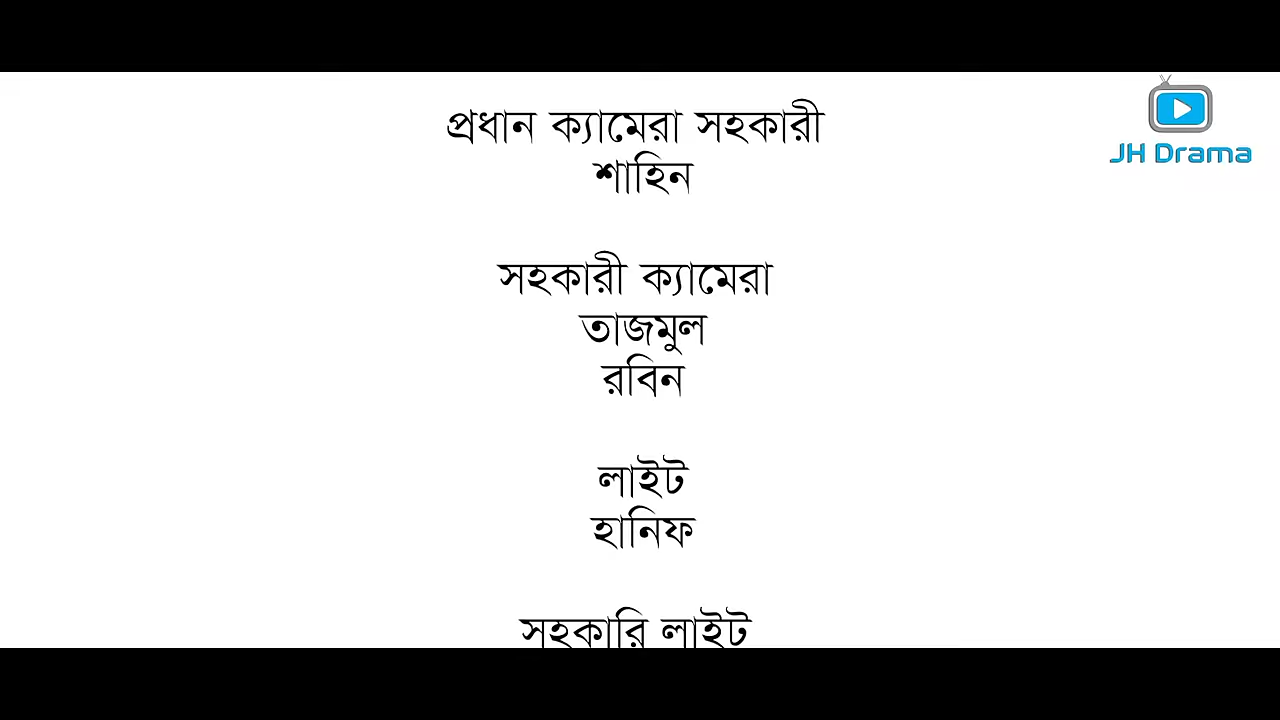 প্রধান ক্যামেরা সহকারী
শাহিন
সহকারী ক্যামেরা
তাজমুল
রবিন
লাইট
হানিফ
সহকারি লাইট
JH Drama